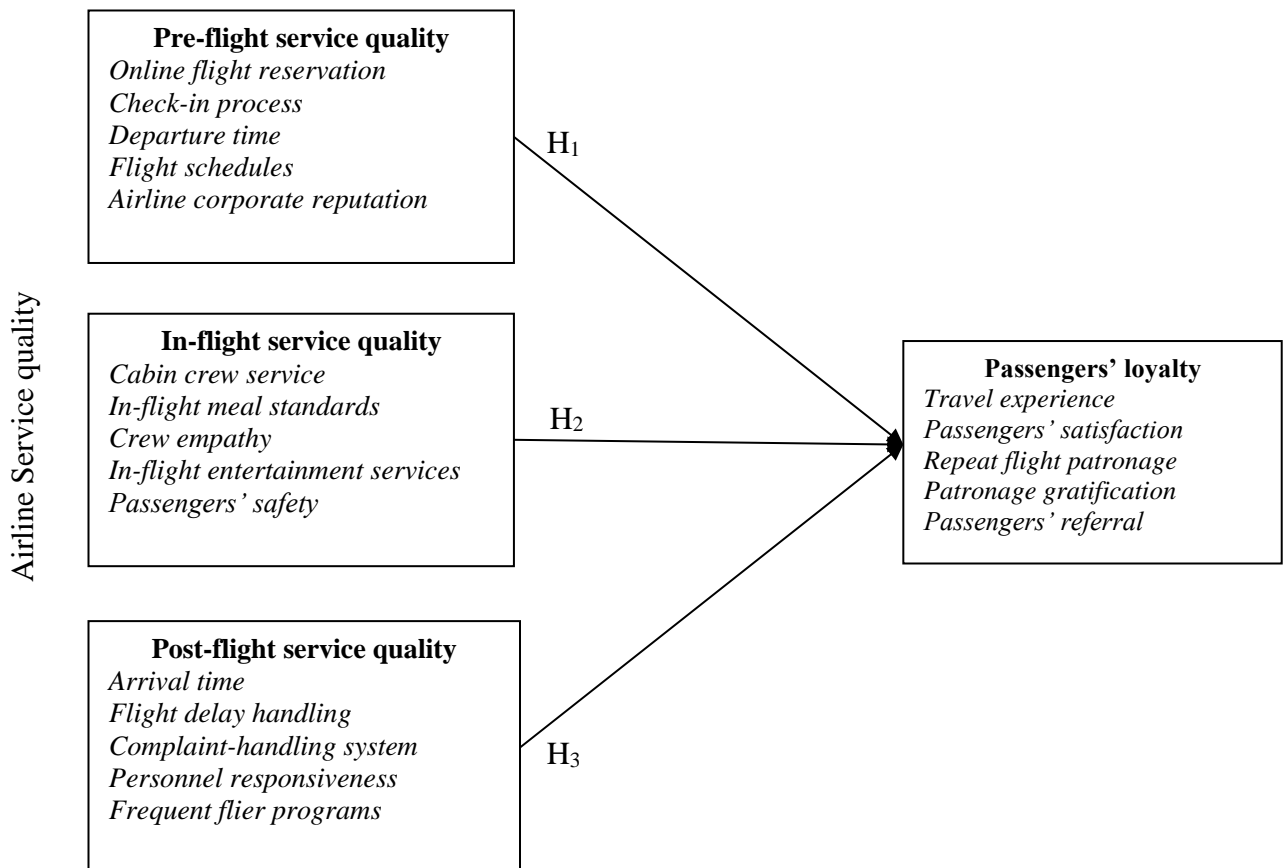 Airline Service quality
Pre-flight service quality
Online flight reservation
Check-in process
Departure time
Flight schedules
Airline corporate reputation
H₁
In-flight service quality
Cabin crew service
In-flight meal standards
Crew empathy
In-flight entertainment services
Passengers’ safety
H₂
Post-flight service quality
Arrival time
Flight delay handling
Complaint-handling system
Personnel responsiveness
Frequent flier programs
H₃
Passengers’ loyalty
Travel experience
Passengers’ satisfaction
Repeat flight patronage
Patronage gratification
Passengers’ referral